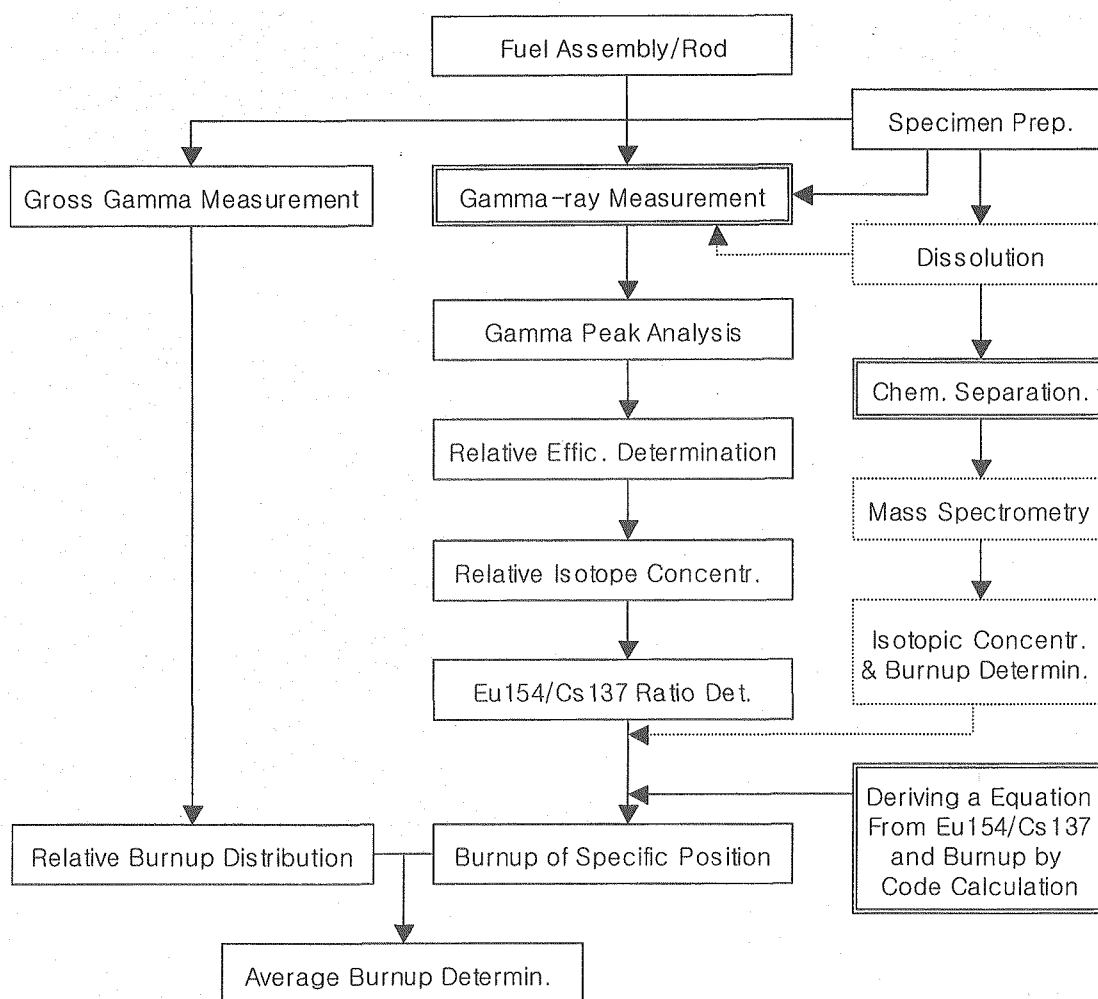 Fuel Assembly/Rod
Specimen Prep.
Gross Gamma Measurement
Gamma-ray Measurement
Dissolution
Gamma Peak Analysis
Chem. Separation.
Relative Effic. Determination
Mass Spectrometry
Relative Isotope Concentr.
Isotopic Concentr.
& Burnup Determin.
Eu154/Cs137 Ratio Det.
Deriving a Equation
From Eu154/Cs137
and Burnup by
Code Calculation
Relative Burnup Distribution
Burnup of Specific Position
Average Burnup Determin.